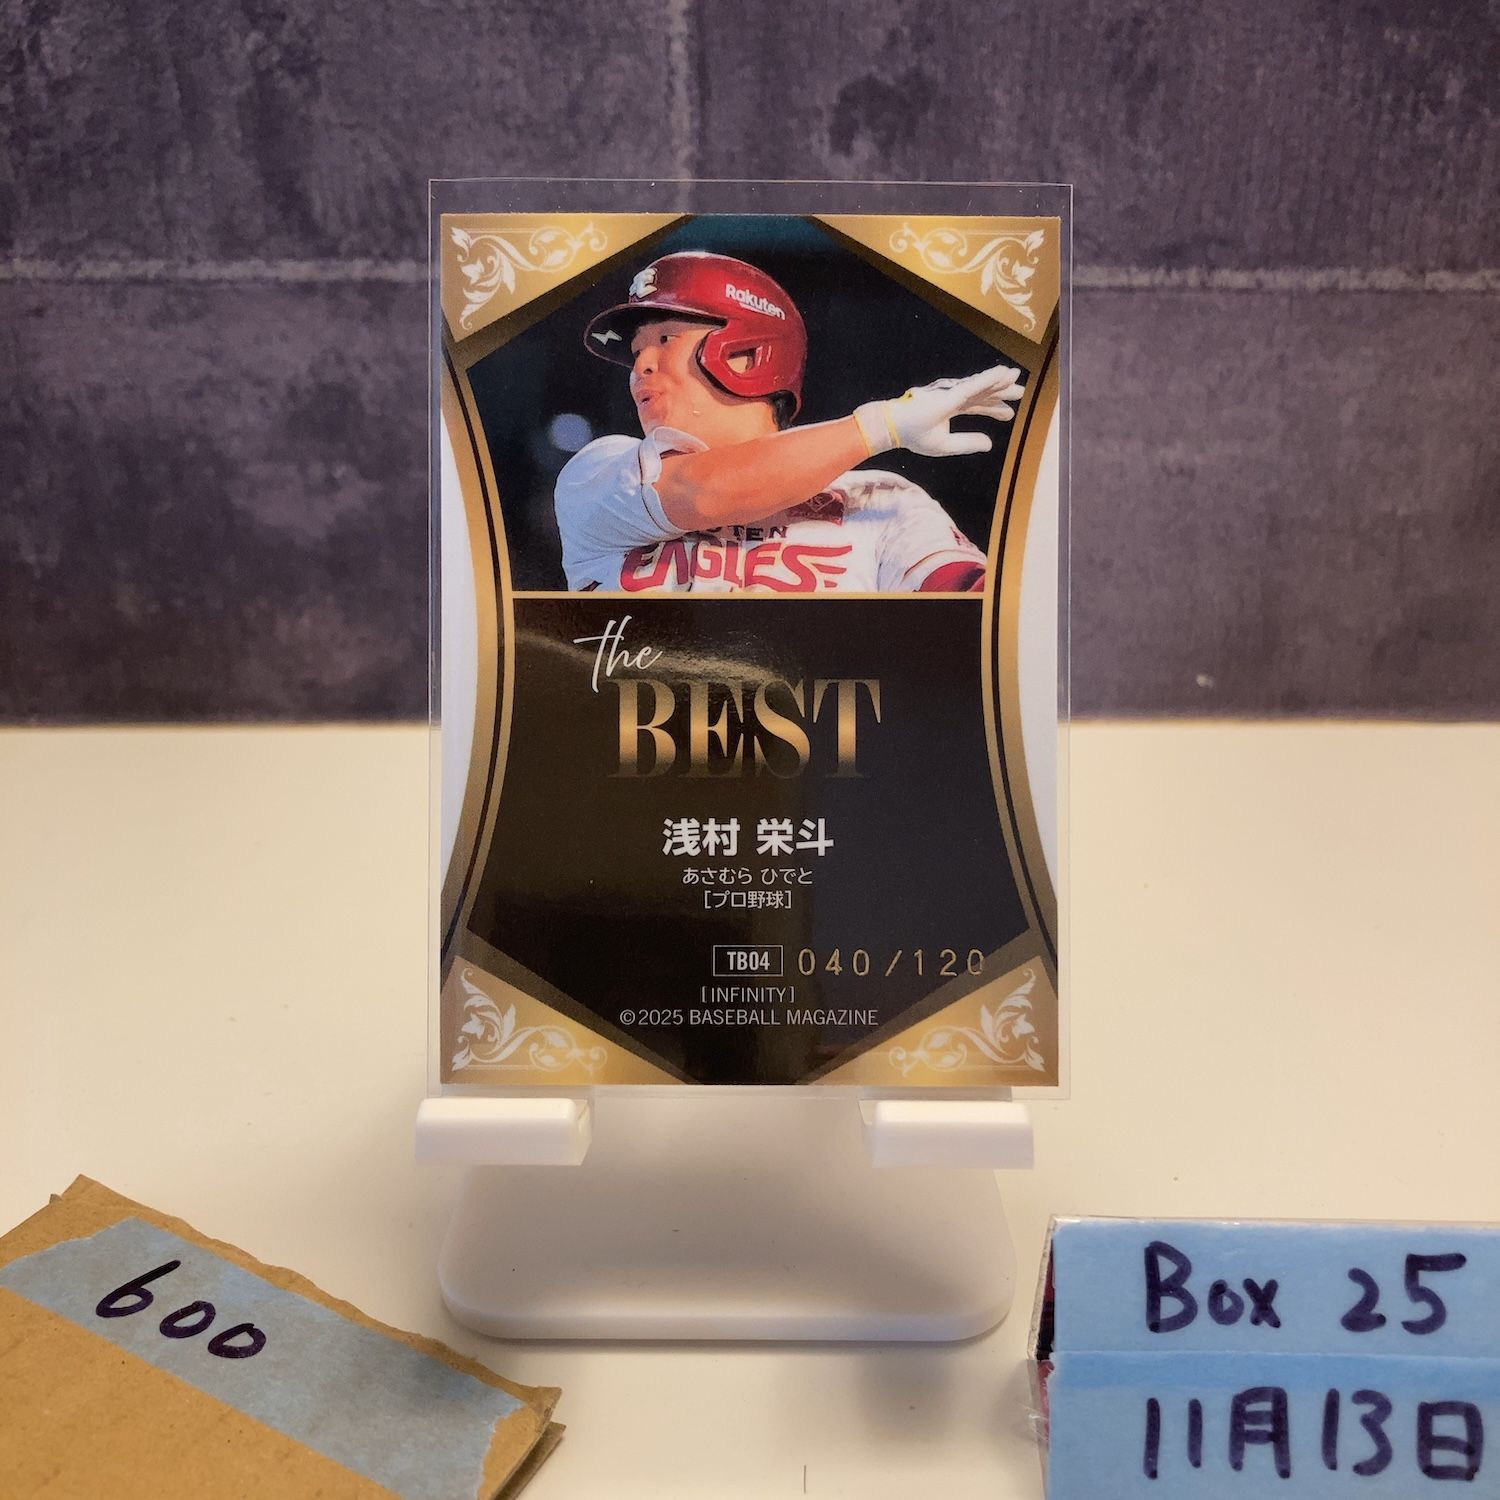 Rakuten
EAGLES
the
BEST
浅村 栄斗
あさむら ひでと
[プロ野球]
TB04 040/120
[INFINITY]
©2025 BASEBALL MAGAZINE
600
Box 25
11月13日